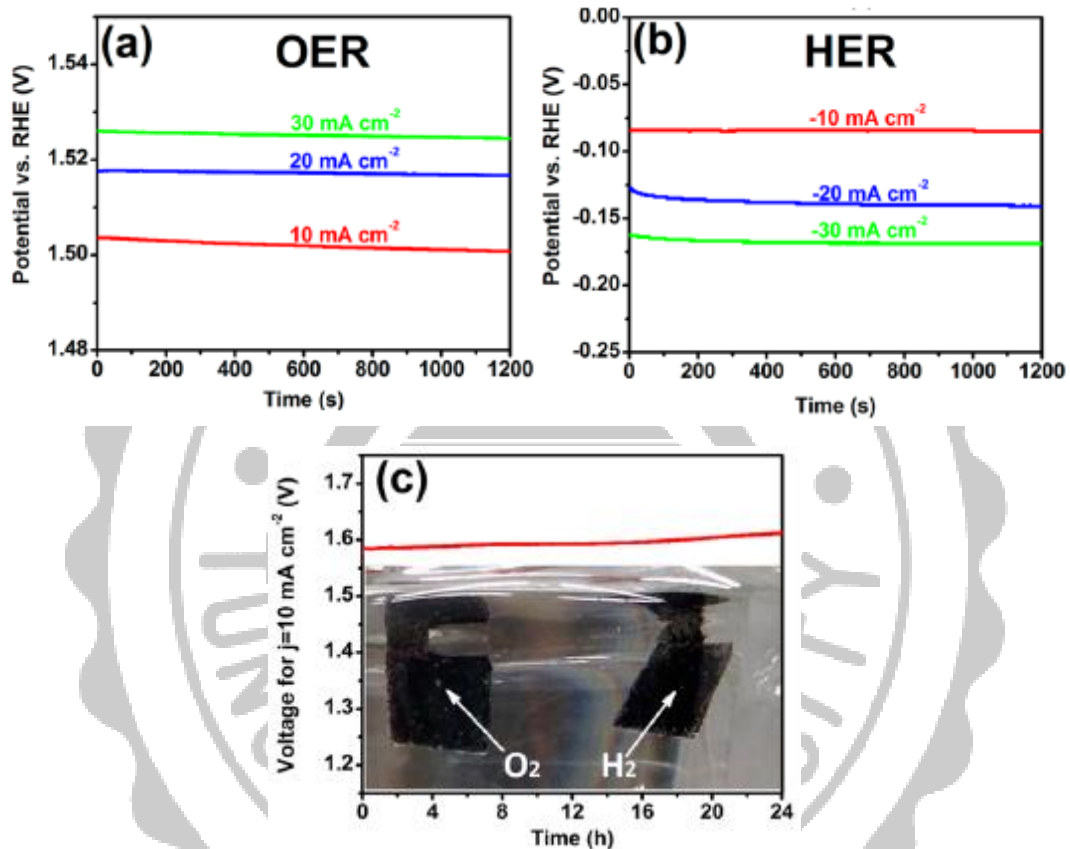 (a) OER
Potential vs. RHE (V)
1.54
1.52
1.50
1.48
30 mA cm⁻²
20 mA cm⁻²
10 mA cm⁻²
0 200 400 600 800 1000 1200
Time (s)
(b) HER
Potential vs. RHE (V)
0.00
-0.05
-0.10
-0.15
-0.20
-0.25
-10 mA cm⁻²
-20 mA cm⁻²
-30 mA cm⁻²
0 200 400 600 800 1000 1200
Time (s)
(c)
Voltage for j=10 mA cm⁻² (V)
1.7
1.6
1.5
1.4
1.3
1.2
O₂ H₂
0 4 8 12 16 20 24
Time (h)